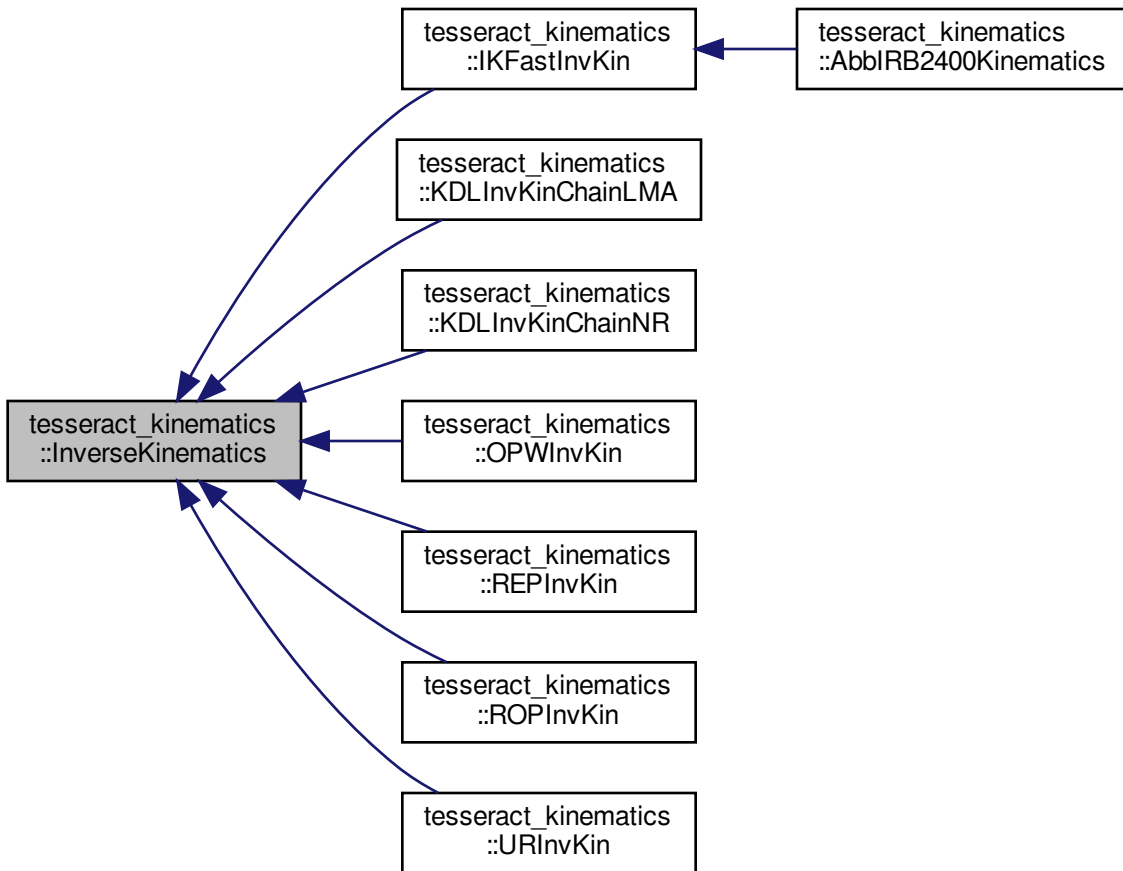 tesseract_kinematics
::IKFastInvKin
tesseract_kinematics
::AbbIRB2400Kinematics
tesseract_kinematics
::KDLInvKinChainLMA
tesseract_kinematics
::KDLInvKinChainNR
tesseract_kinematics
::InverseKinematics
tesseract_kinematics
::OPWInvKin
tesseract_kinematics
::REPInvKin
tesseract_kinematics
::ROPInvKin
tesseract_kinematics
::URInvKin